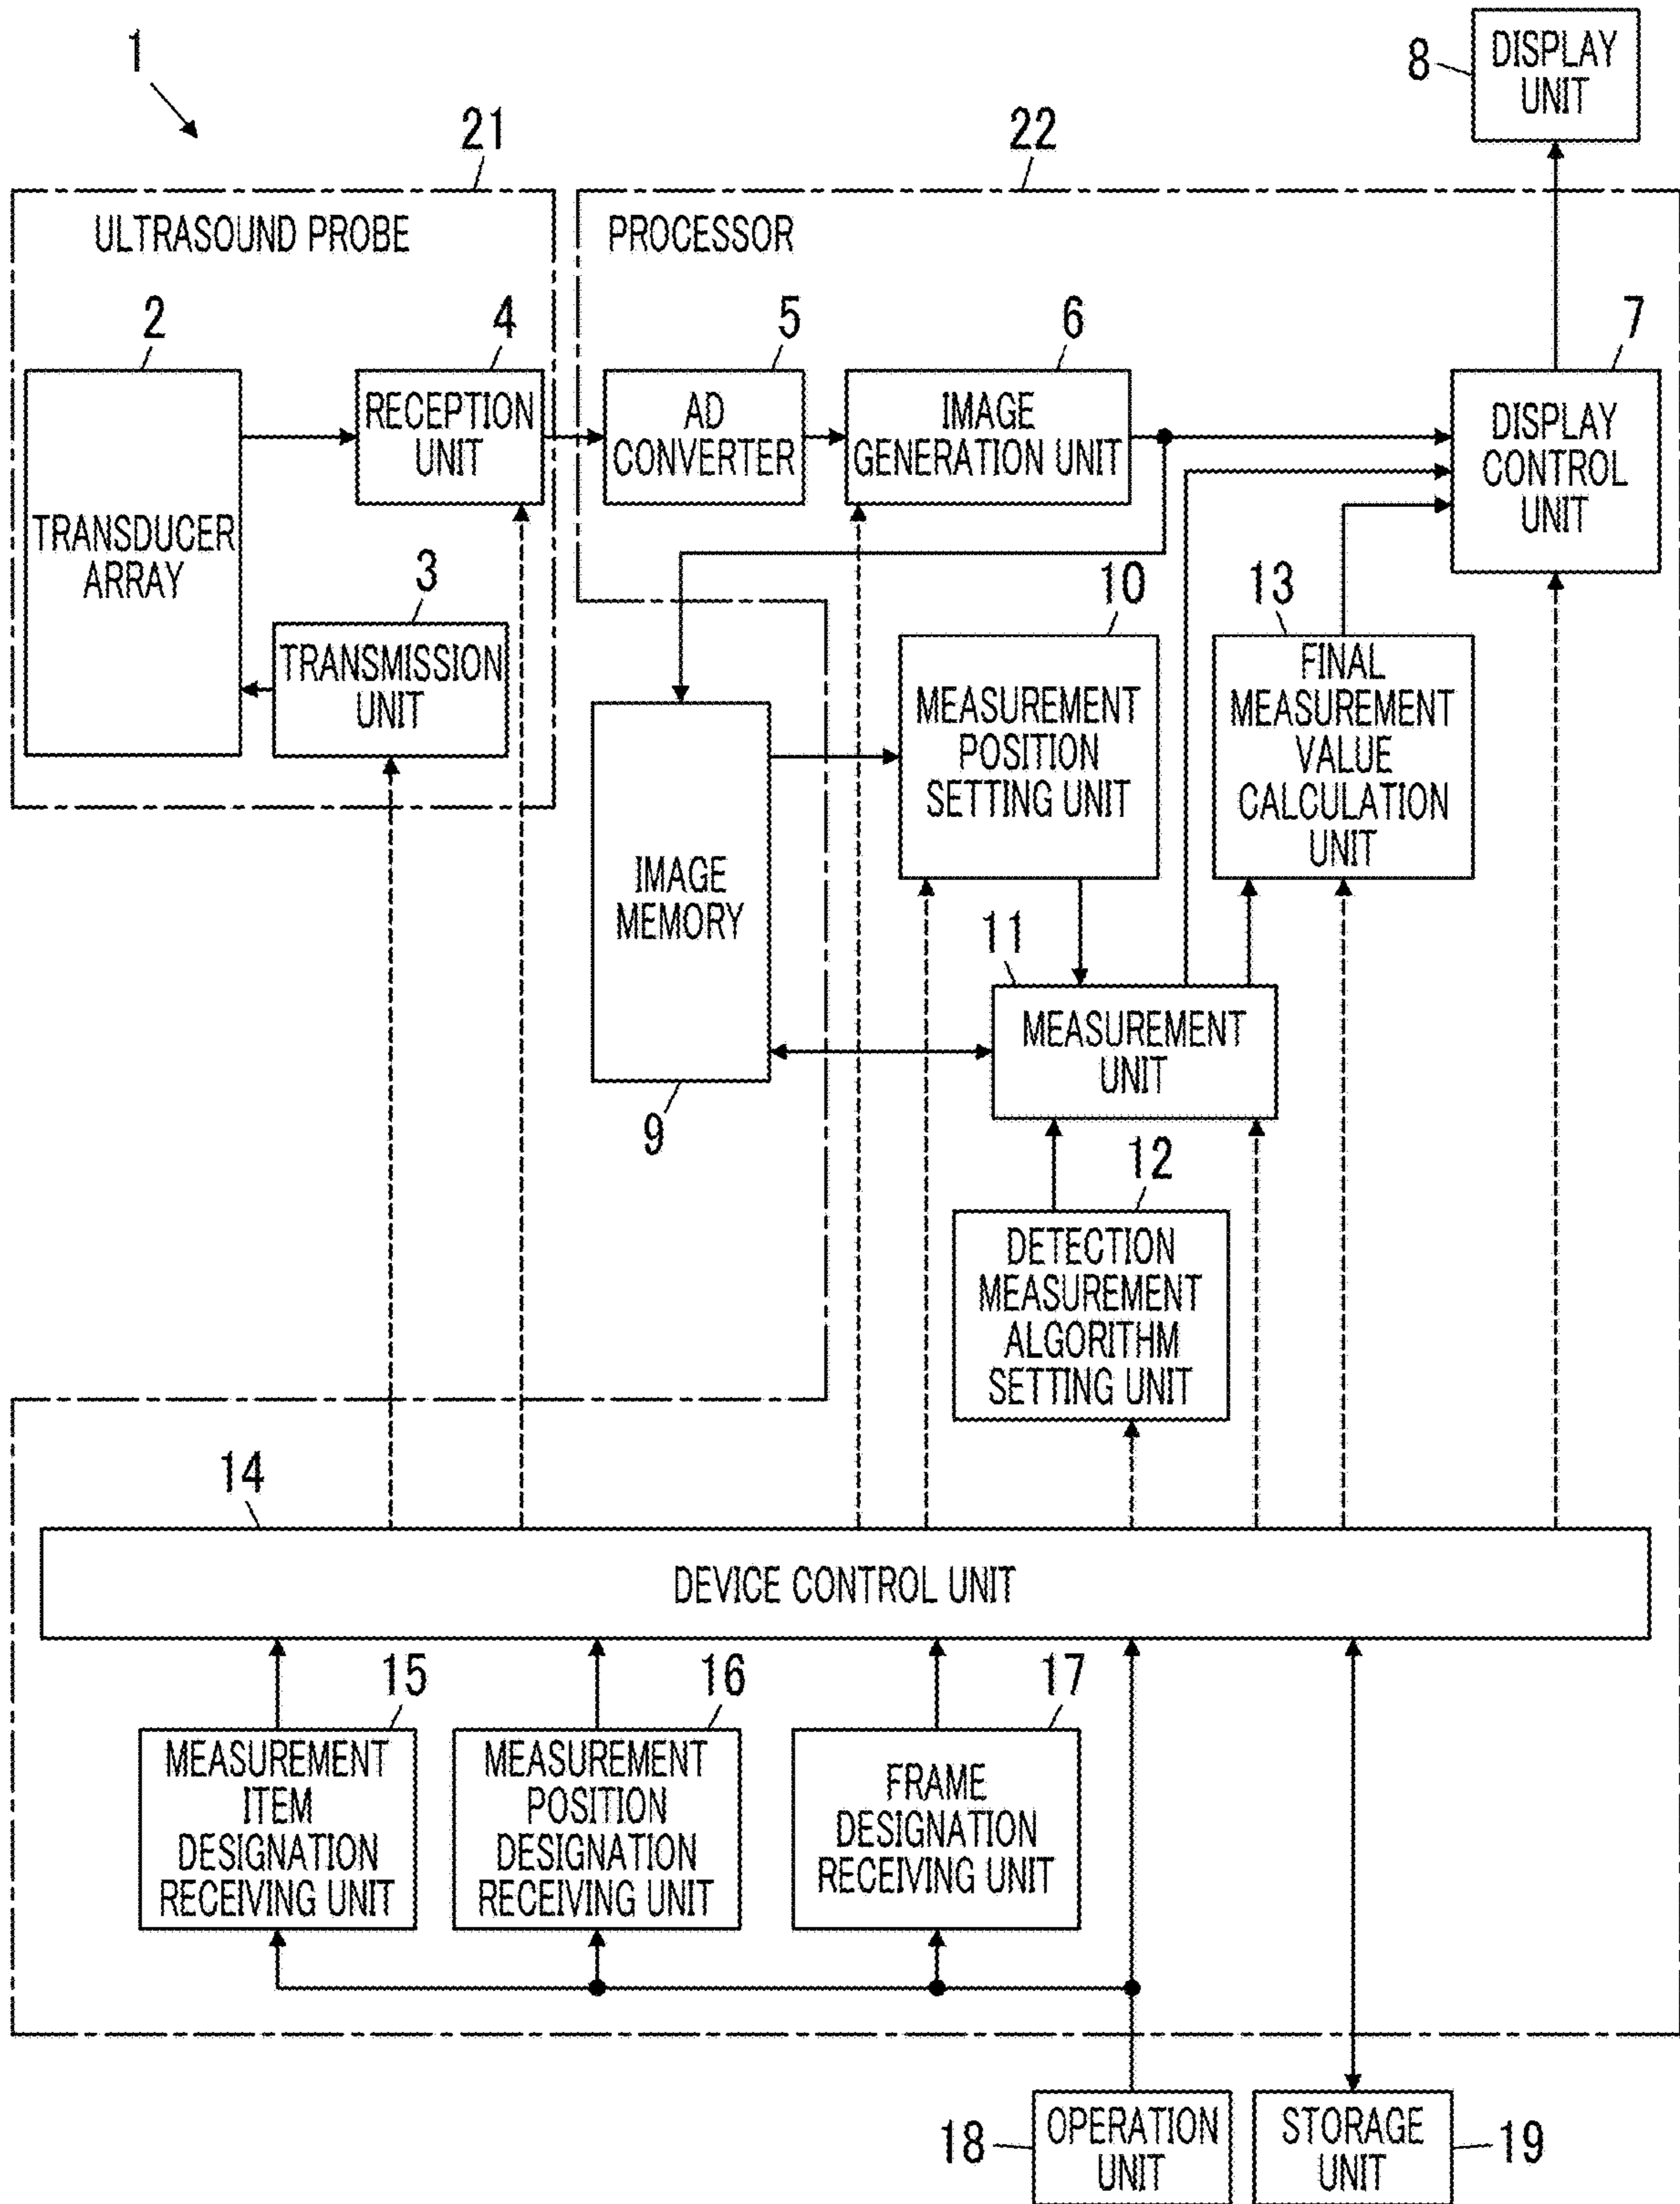 1
8
DISPLAY
UNIT
21
22
ULTRASOUND PROBE
PROCESSOR
2
4
5
6
7
TRANSDUCER
ARRAY
RECEPTION
UNIT
AD
CONVERTER
IMAGE
GENERATION UNIT
DISPLAY
CONTROL
UNIT
3
TRANSMISSION
UNIT
10
13
MEASUREMENT
POSITION
SETTING UNIT
FINAL
MEASUREMENT
VALUE
CALCULATION
UNIT
IMAGE
MEMORY
9
11
MEASUREMENT
UNIT
12
DETECTION
MEASUREMENT
ALGORITHM
SETTING UNIT
14
DEVICE CONTROL UNIT
15
16
17
MEASUREMENT
ITEM
DESIGNATION
RECEIVING UNIT
MEASUREMENT
POSITION
DESIGNATION
RECEIVING UNIT
FRAME
DESIGNATION
RECEIVING UNIT
18
OPERATION
UNIT
STORAGE
UNIT
19